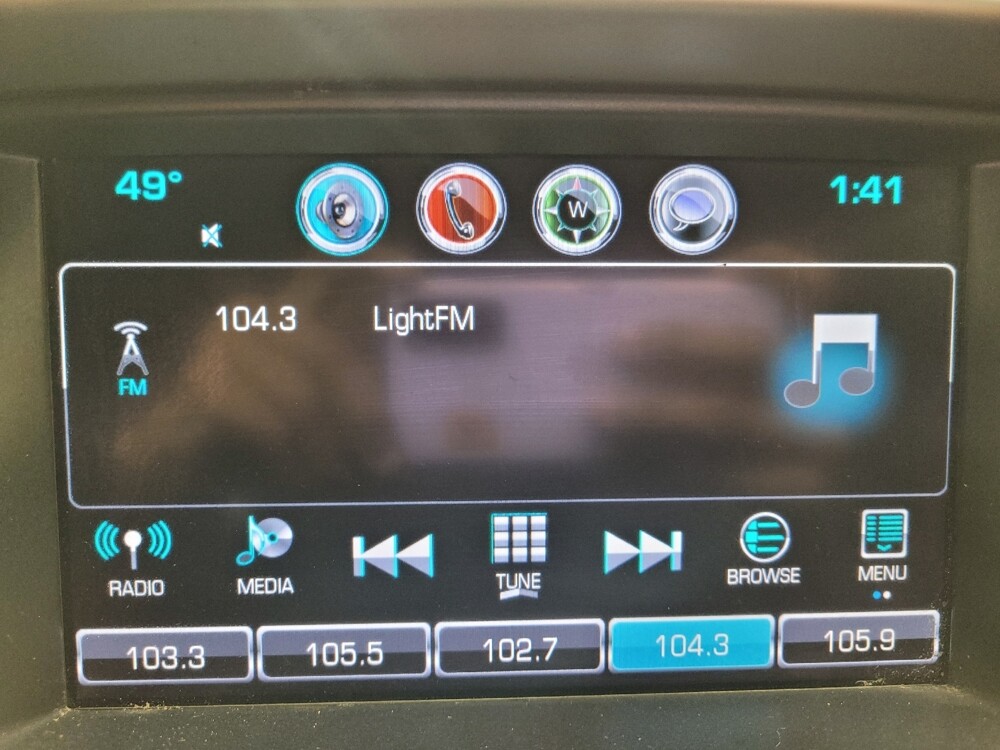 49° 1:41
W
104.3 LightFM
FM
RADIO MEDIA TUNE BROWSE MENU
103.3 105.5 102.7 104.3 105.9